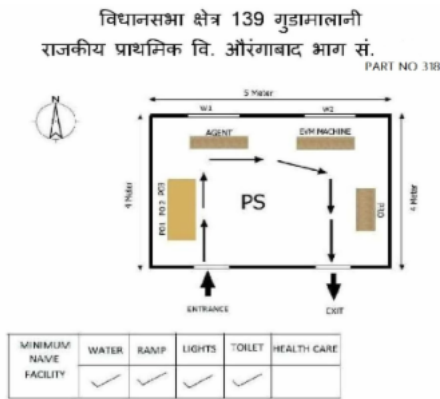 विधानसभा क्षेत्र 139 गुडामालानी
राजकीय प्राथमिक वि. औरंगाबाद भाग सं.
PART NO 318
N
5 Meter
W1
W2
AGENT
EVM MACHINE
4 Meter
PO1 PO2 PO3
PS
4 Meter
ENTRANCE
EXIT
MINIMUM NAME FACILITY
WATER
RAMP
LIGHTS
TOILET
HEALTH CARE